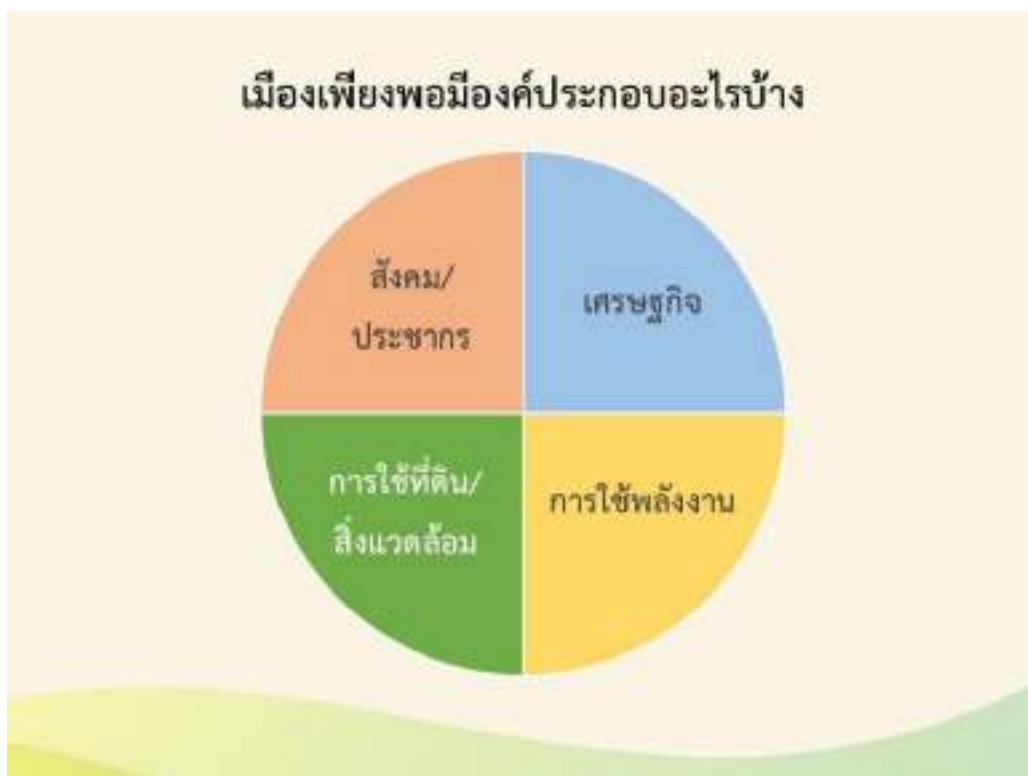 เมืองเพียงพอมีองค์ประกอบอะไรบ้าง
สังคม/
ประชากร
เศรษฐกิจ
การใช้ที่ดิน/
สิ่งแวดล้อม
การใช้พลังงาน